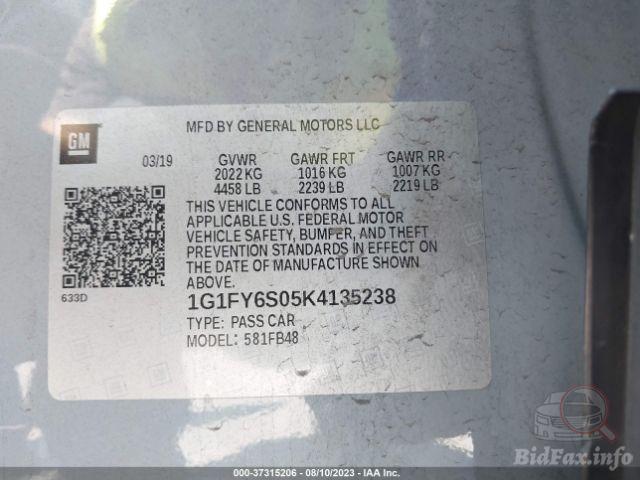 GM
MFD BY GENERAL MOTORS LLC
03/19 GVWR GAWR FRT GAWR RR
2022 KG 1016 KG 1007 KG
4458 LB 2239 LB 2219 LB
THIS VEHICLE CONFORMS TO ALL
APPLICABLE U.S. FEDERAL MOTOR
VEHICLE SAFETY, BUMPER, AND THEFT
PREVENTION STANDARDS IN EFFECT ON
THE DATE OF MANUFACTURE SHOWN
ABOVE.
633D
1G1FY6S05K4135238
TYPE: PASS CAR
MODEL: 581FB48
BidFax.info
000-37315206 - 08/10/2023 - IAA Inc.